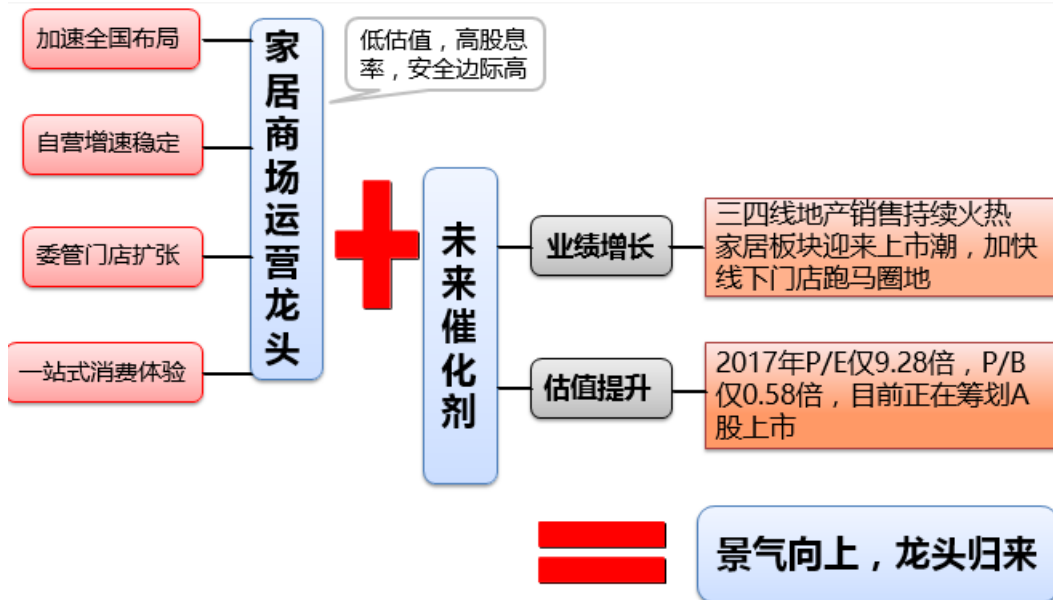 加速全国布局
自营增速稳定
委管门店扩张
一站式消费体验
家居商场运营龙头
低估值，高股息
率，安全边际高
未来催化剂
业绩增长
三四线地产销售持续火热
家居板块迎来上市潮，加快
线下门店跑马圈地
估值提升
2017年P/E仅9.28倍，P/B
仅0.58倍，目前正在筹划A
股上市
景气向上，龙头归来